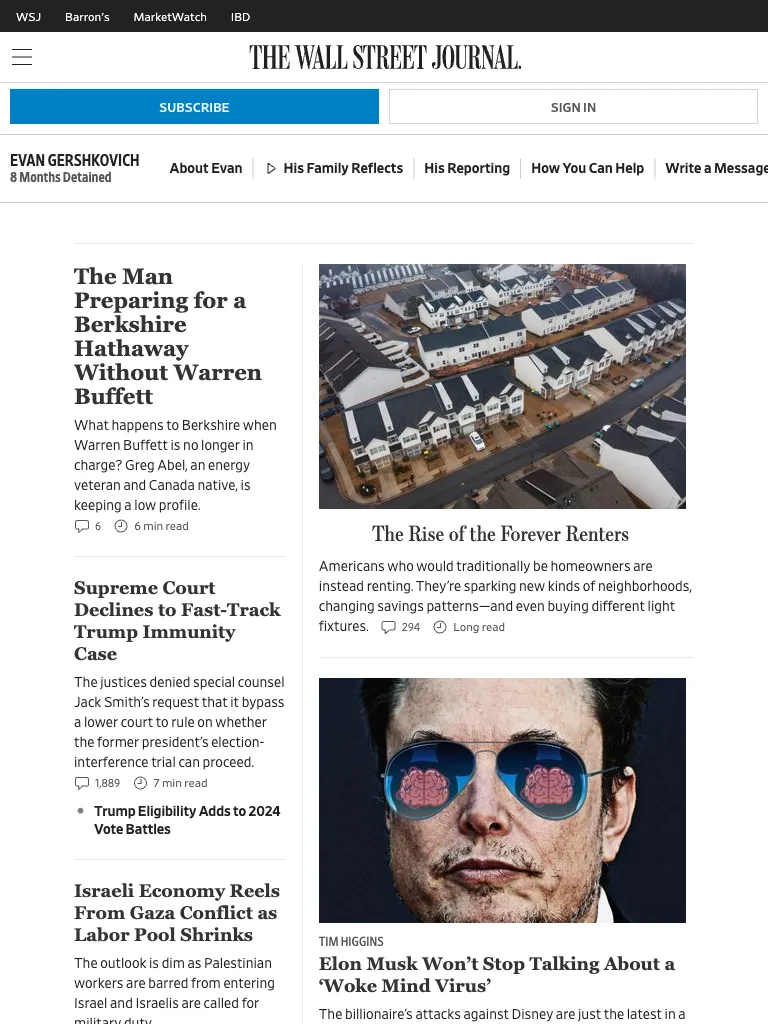 WSJ Barron's MarketWatch IBD
THE WALL STREET JOURNAL.
SUBSCRIBE
SIGN IN
EVAN GERSHKOVICH
8 Months Detained
About Evan
His Family Reflects
His Reporting
How You Can Help
Write a Message
The Man
Preparing for a
Berkshire
Hathaway
Without Warren
Buffett
What happens to Berkshire when
Warren Buffett is no longer in
charge? Greg Abel, an energy
veteran and Canada native, is
keeping a low profile.
6 6 min read
Supreme Court
Declines to Fast-Track
Trump Immunity
Case
The justices denied special counsel
Jack Smith's request that it bypass
a lower court to rule on whether
the former president's election-
interference trial can proceed.
1,889 7 min read
• Trump Eligibility Adds to 2024
Vote Battles
Israeli Economy Reels
From Gaza Conflict as
Labor Pool Shrinks
The outlook is dim as Palestinian
workers are barred from entering
Israel and Israelis are called for
military duty.
The Rise of the Forever Renters
Americans who would traditionally be homeowners are
instead renting. They're sparking new kinds of neighborhoods,
changing savings patterns—and even buying different light
fixtures. 294 Long read
TIM HIGGINS
Elon Musk Won't Stop Talking About a
'Woke Mind Virus'
The billionaire's attacks against Disney are just the latest in a